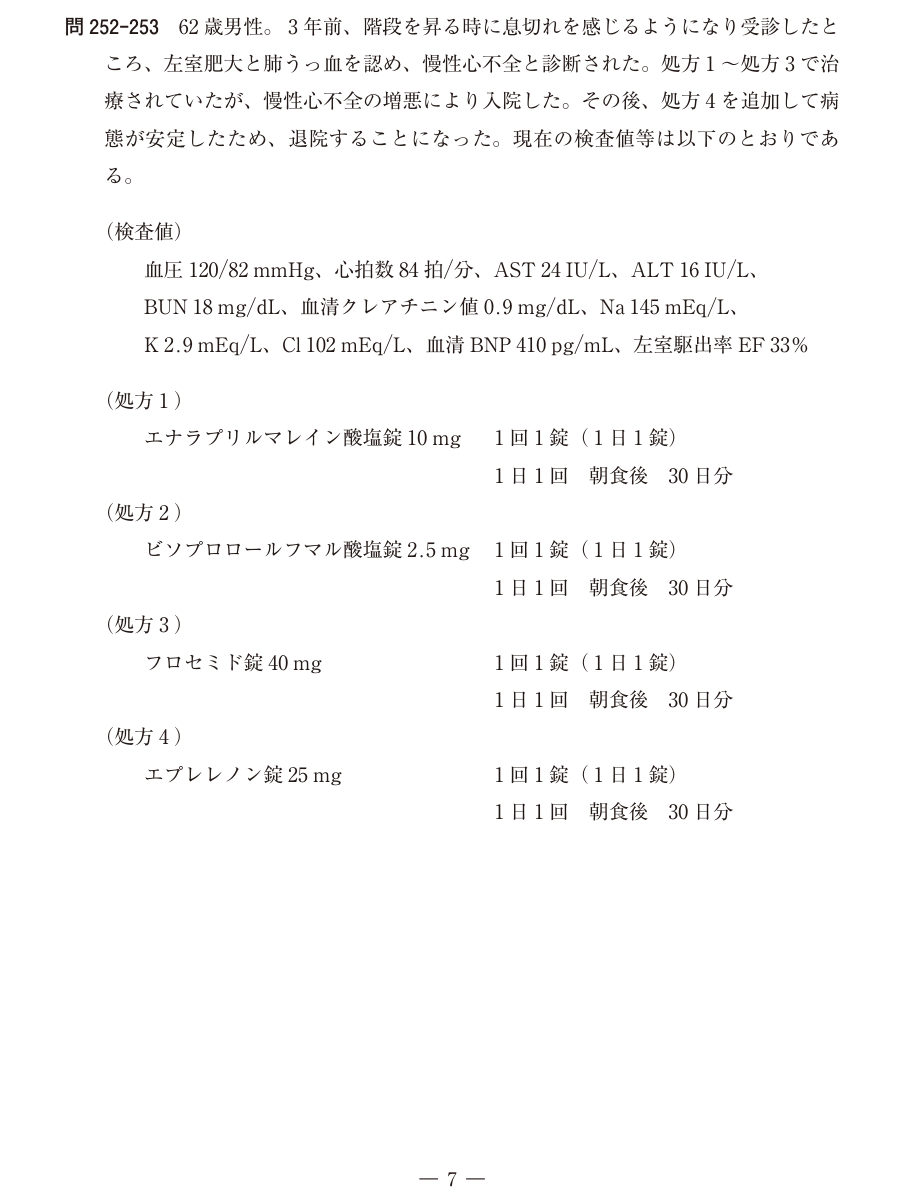 問 252-253　62 歳男性。3 年前、階段を昇る時に息切れを感じるようになり受診したと
ころ、左室肥大と肺うっ血を認め、慢性心不全と診断された。処方 1 ～処方 3 で治
療されていたが、慢性心不全の増悪により入院した。その後、処方 4 を追加して病
態が安定したため、退院することになった。現在の検査値等は以下のとおりであ
る。
（検査値）
血圧 120/82 mmHg、心拍数 84 拍/分、AST 24 IU/L、ALT 16 IU/L、
BUN 18 mg/dL、血清クレアチニン値 0.9 mg/dL、Na 145 mEq/L、
K 2.9 mEq/L、Cl 102 mEq/L、血清 BNP 410 pg/mL、左室駆出率 EF 33％
（処方 1 ）
エナラプリルマレイン酸塩錠 10 mg　1 回 1 錠（ 1 日 1 錠）
1 日 1 回　朝食後　30 日分
（処方 2 ）
ビソプロロールフマル酸塩錠 2.5 mg　1 回 1 錠（ 1 日 1 錠）
1 日 1 回　朝食後　30 日分
（処方 3 ）
フロセミド錠 40 mg　1 回 1 錠（ 1 日 1 錠）
1 日 1 回　朝食後　30 日分
（処方 4 ）
エプレレノン錠 25 mg　1 回 1 錠（ 1 日 1 錠）
1 日 1 回　朝食後　30 日分
― 7 ―